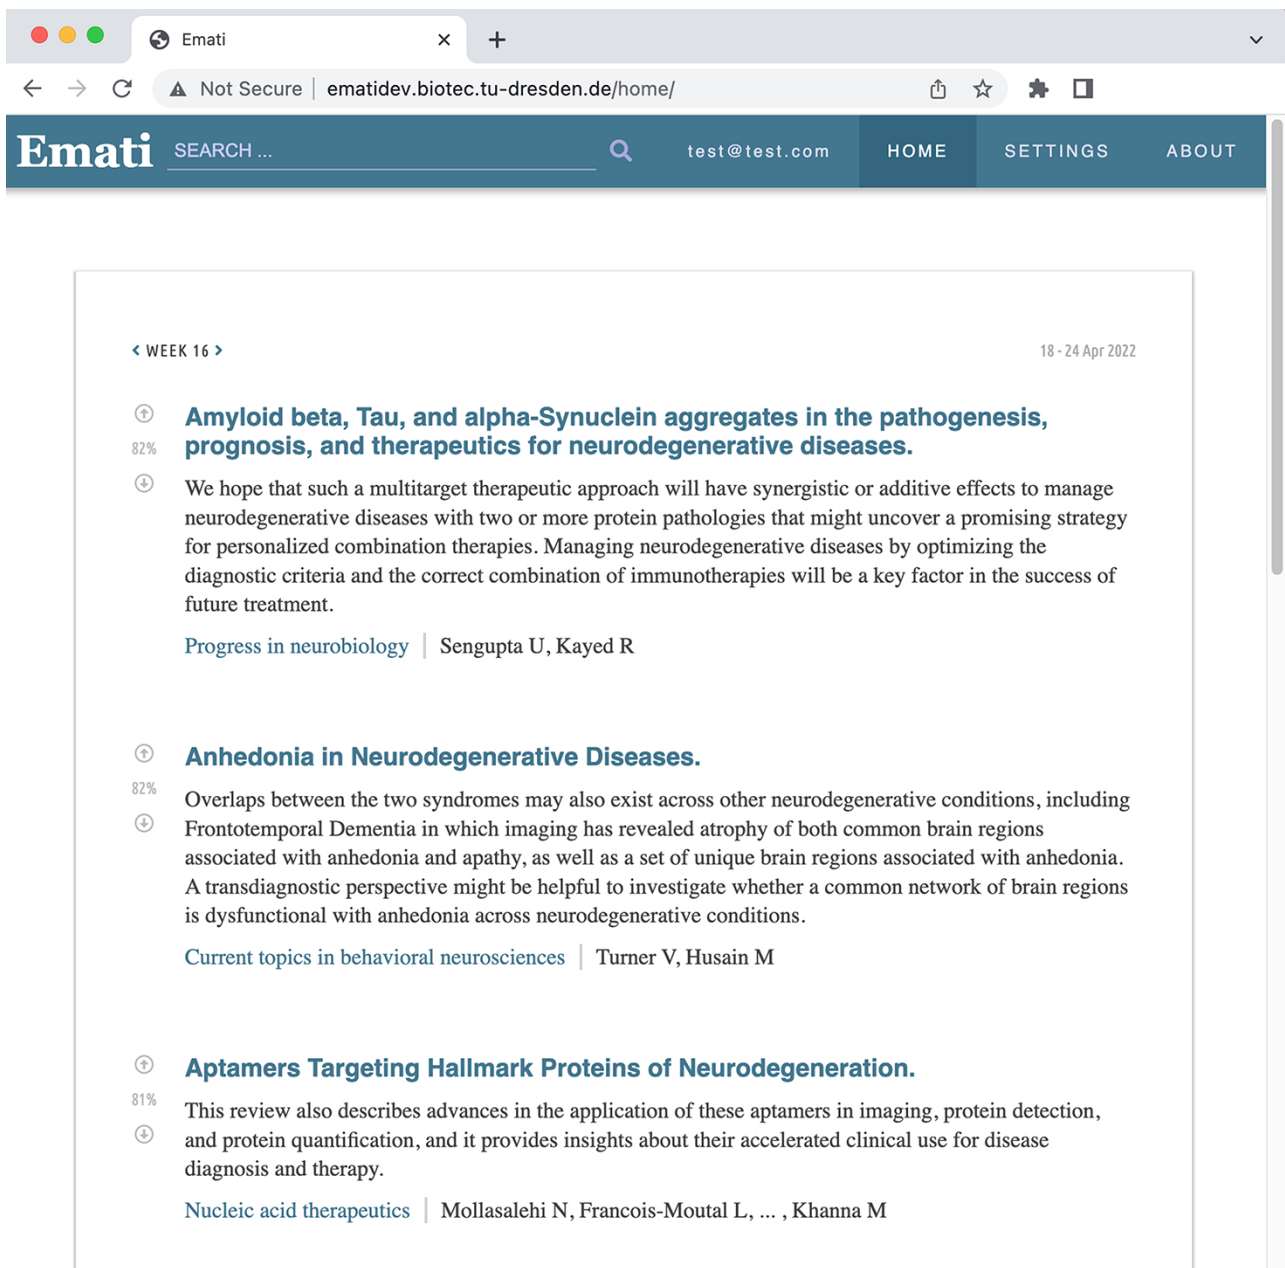 Emati
Not Secure | ematidev.biotec.tu-dresden.de/home/
Emati SEARCH ... test@test.com HOME SETTINGS ABOUT
< WEEK 16 > 18 - 24 Apr 2022
Amyloid beta, Tau, and alpha-Synuclein aggregates in the pathogenesis,
82% prognosis, and therapeutics for neurodegenerative diseases.
We hope that such a multitarget therapeutic approach will have synergistic or additive effects to manage
neurodegenerative diseases with two or more protein pathologies that might uncover a promising strategy
for personalized combination therapies. Managing neurodegenerative diseases by optimizing the
diagnostic criteria and the correct combination of immunotherapies will be a key factor in the success of
future treatment.
Progress in neurobiology | Sengupta U, Kayed R
Anhedonia in Neurodegenerative Diseases.
82%
Overlaps between the two syndromes may also exist across other neurodegenerative conditions, including
Frontotemporal Dementia in which imaging has revealed atrophy of both common brain regions
associated with anhedonia and apathy, as well as a set of unique brain regions associated with anhedonia.
A transdiagnostic perspective might be helpful to investigate whether a common network of brain regions
is dysfunctional with anhedonia across neurodegenerative conditions.
Current topics in behavioral neurosciences | Turner V, Husain M
Aptamers Targeting Hallmark Proteins of Neurodegeneration.
81%
This review also describes advances in the application of these aptamers in imaging, protein detection,
and protein quantification, and it provides insights about their accelerated clinical use for disease
diagnosis and therapy.
Nucleic acid therapeutics | Mollasalehi N, Francois-Moutal L, ... , Khanna M